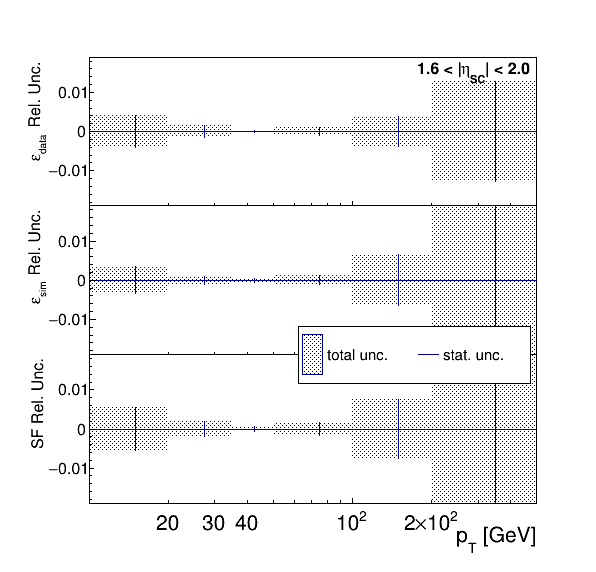 1.6 < |η_SC| < 2.0
ε_data Rel. Unc.
0.01
0
−0.01
ε_sim Rel. Unc.
0.01
0
−0.01
total unc.
stat. unc.
SF Rel. Unc.
0.01
0
−0.01
20 30 40 10² 2×10²
p_T [GeV]